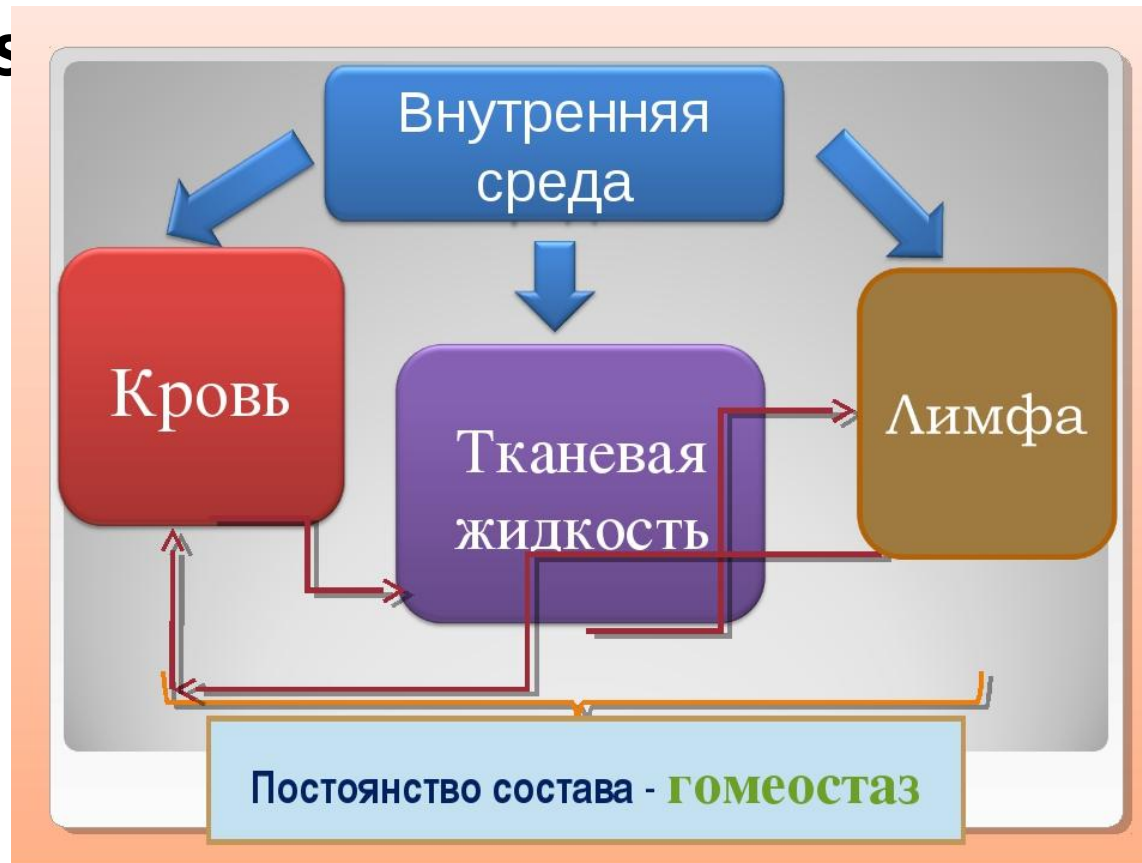 s
Внутренняя
среда
Кровь
Тканевая
жидкость
Лимфа
Постоянство состава - гомеостаз